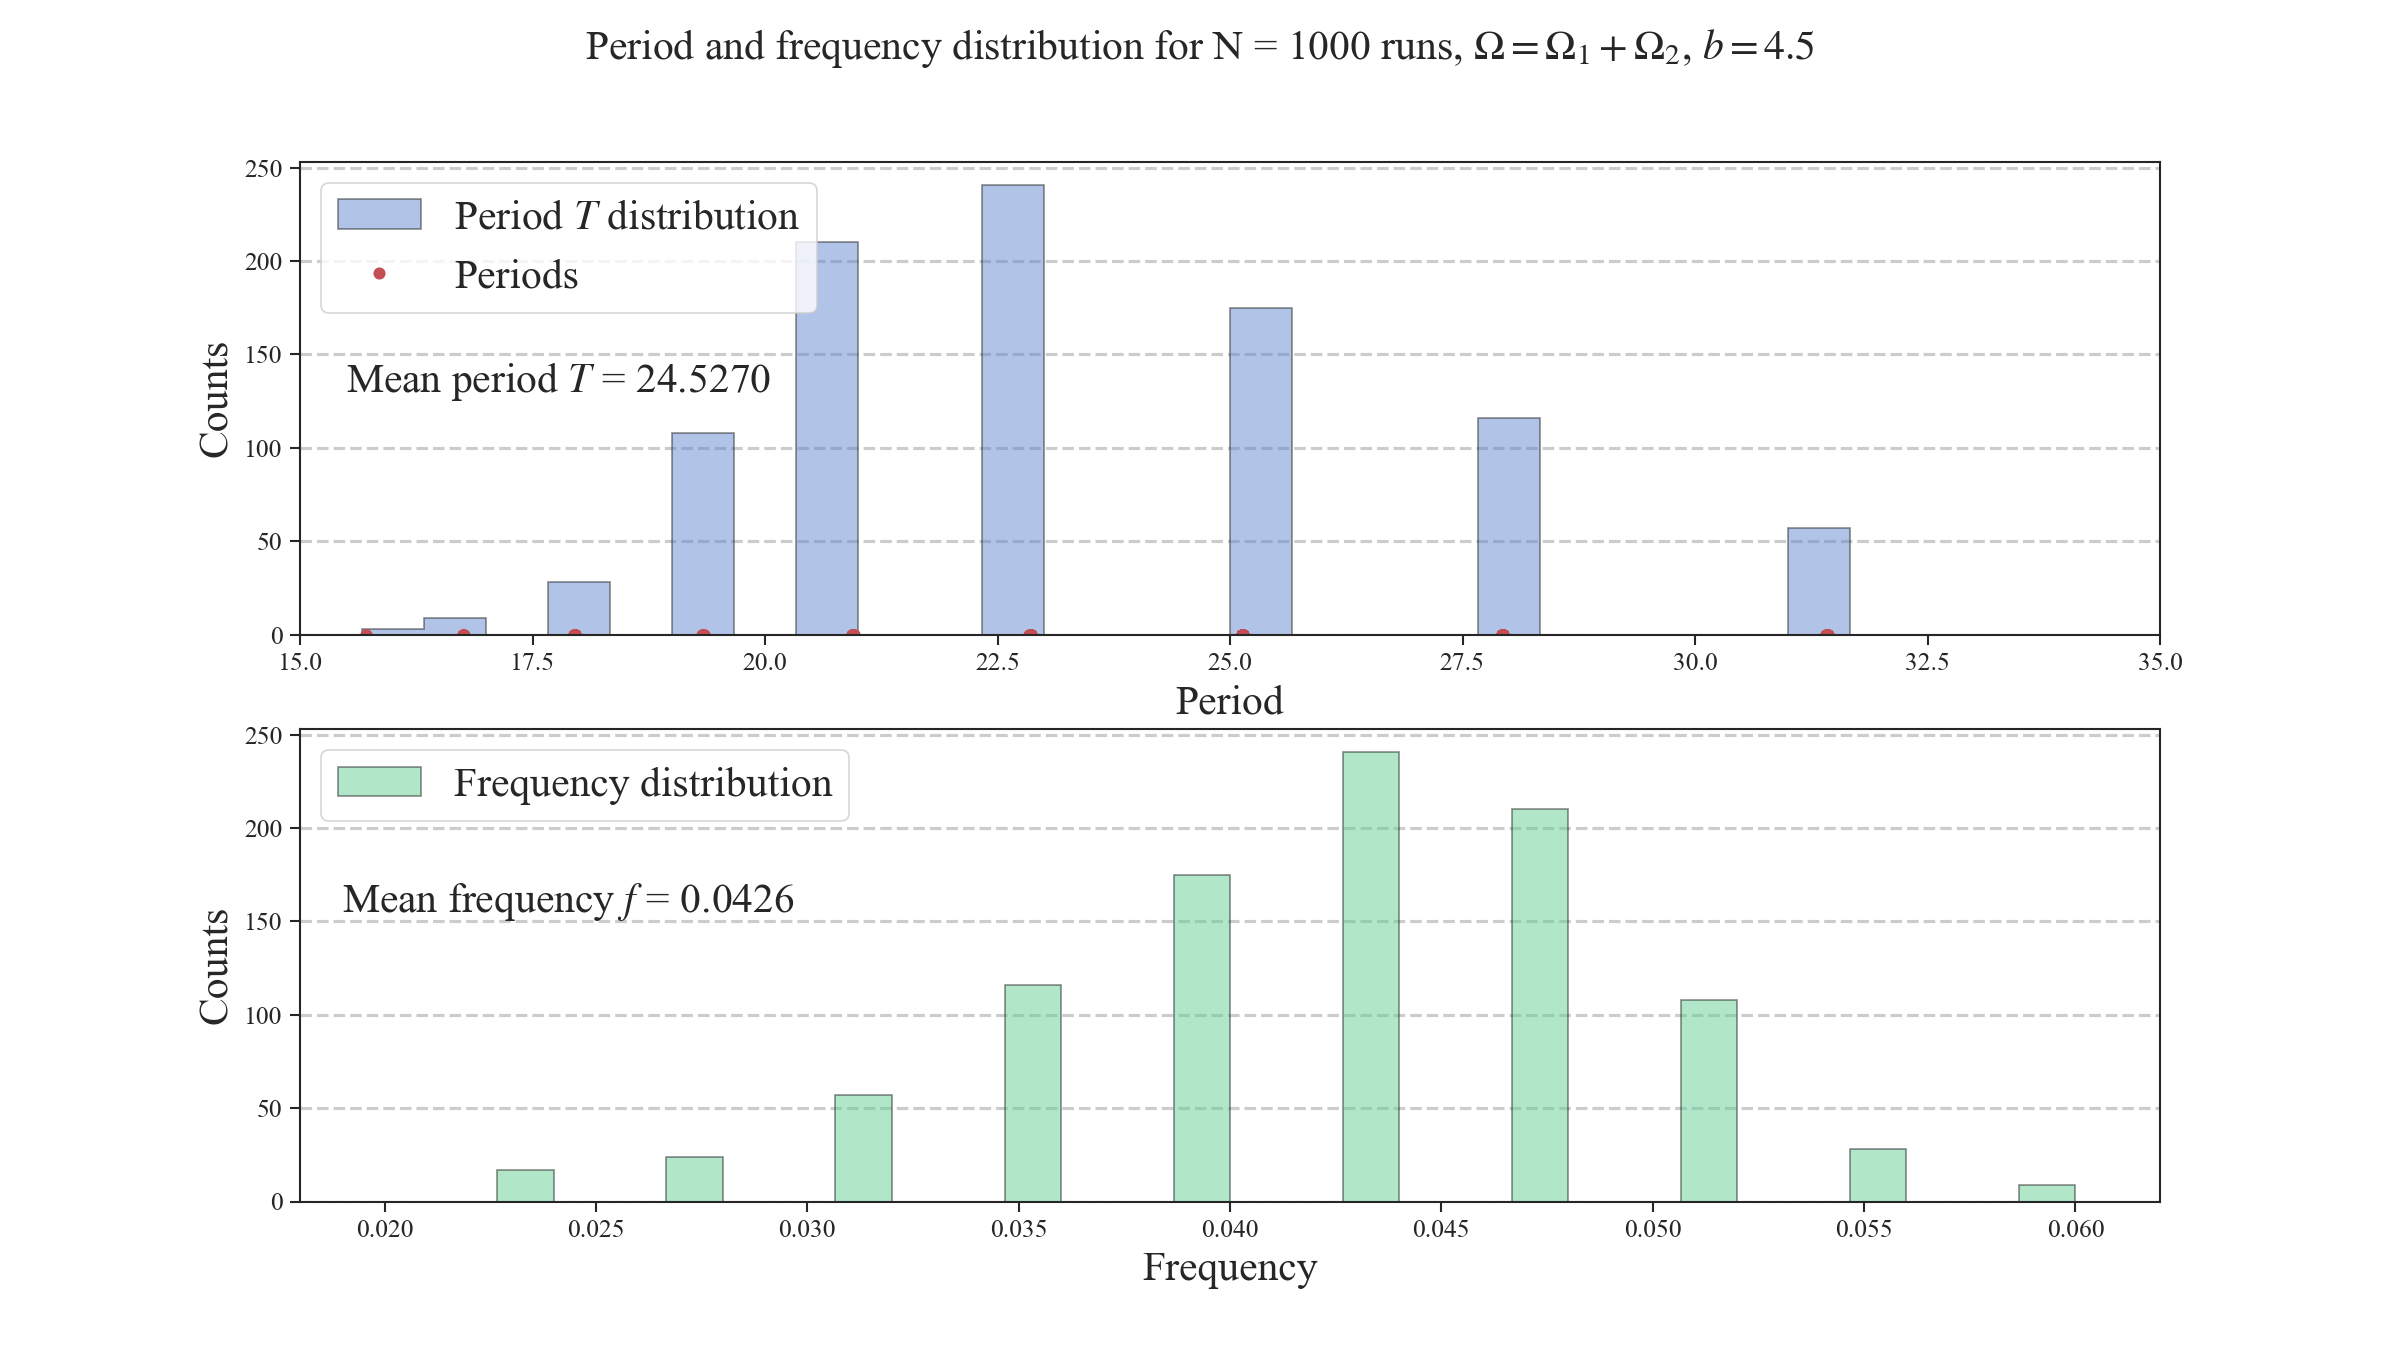 Period and frequency distribution for N = 1000 runs, Ω = Ω₁ + Ω₂, b = 4.5
250
200
150
100
50
0
Counts
Period T distribution
Periods
Mean period T = 24.5270
15.0 17.5 20.0 22.5 25.0 27.5 30.0 32.5 35.0
Period
250
200
150
100
50
0
Counts
Frequency distribution
Mean frequency f = 0.0426
0.020 0.025 0.030 0.035 0.040 0.045 0.050 0.055 0.060
Frequency